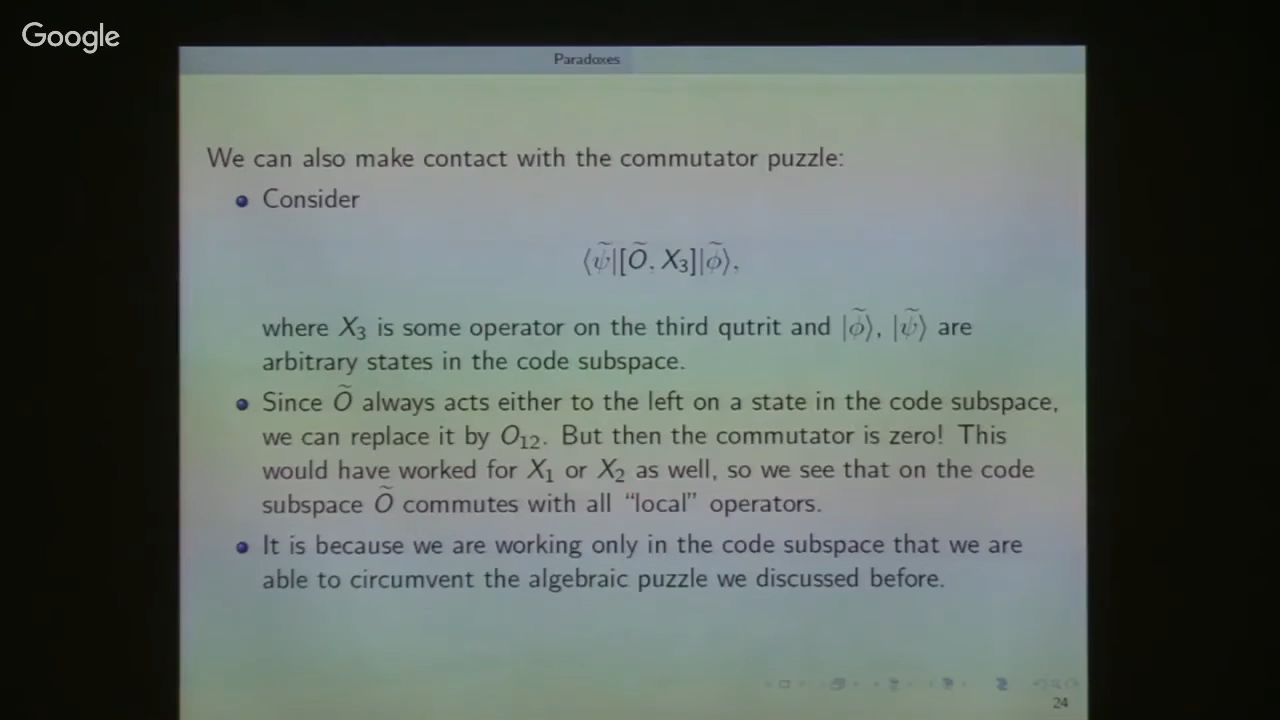 Google
Paradoxes
We can also make contact with the commutator puzzle:
Consider
⟨ψ̃|[Õ, X₃]|ϕ̃⟩,
where X₃ is some operator on the third qutrit and |ϕ̃⟩, |ψ̃⟩ are
arbitrary states in the code subspace.
Since Õ always acts either to the left on a state in the code subspace,
we can replace it by O₁₂. But then the commutator is zero! This
would have worked for X₁ or X₂ as well, so we see that on the code
subspace Õ commutes with all “local” operators.
It is because we are working only in the code subspace that we are
able to circumvent the algebraic puzzle we discussed before.
24